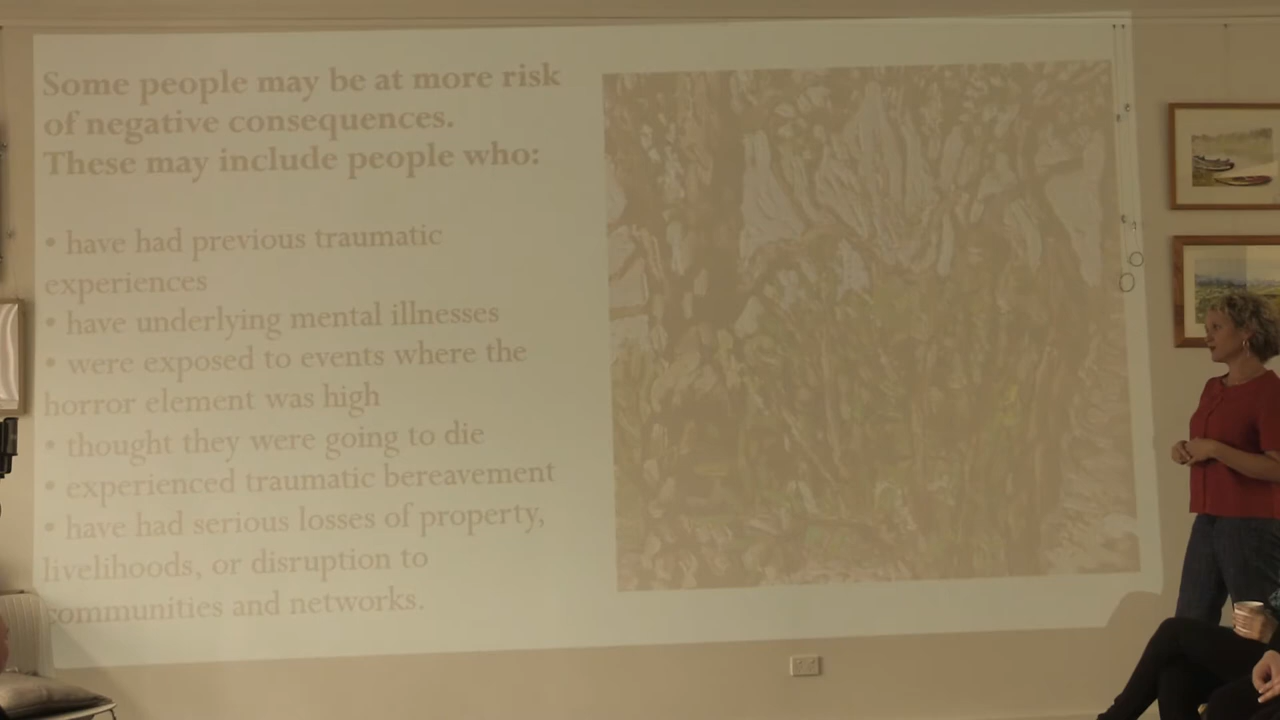 Some people may be at more risk
of negative consequences.
These may include people who:
• have had previous traumatic
experiences
• have underlying mental illnesses
• were exposed to events where the
horror element was high
• thought they were going to die
• experienced traumatic bereavement
• have had serious losses of property,
livelihoods, or disruption to
communities and networks.